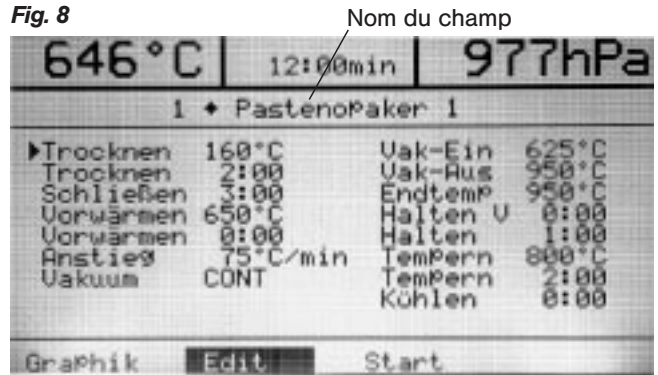 Fig. 8
Nom du champ
646°C 12:00min 977hPa
1 ♦ Pastenopaker 1
▶Trocknen 160°C Vak-Ein 625°C
Trocknen 2:00 Vak-Aus 950°C
Schließen 3:00 Endtemp 950°C
Vorwärmen 650°C Halten V 0:00
Vorwärmen 0:00 Halten 1:00
Anstieg 75°C/min Tempern 800°C
Vakuum CONT Tempern 2:00
Kühlen 0:00
Graphik Edit Start